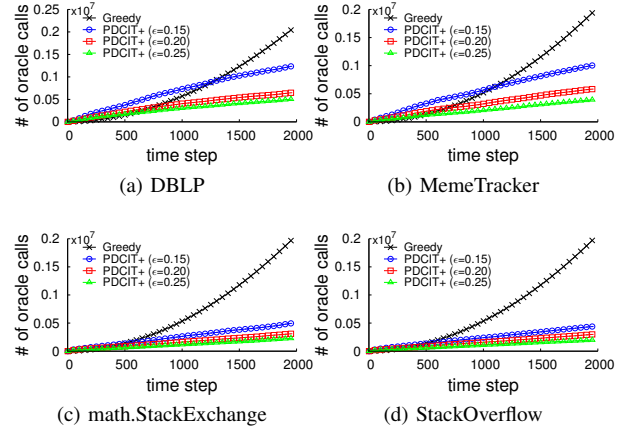 x10^7
0.2
0.15
0.1
0.05
0
# of oracle calls
Greedy
PDCIT+ (ϵ=0.15)
PDCIT+ (ϵ=0.20)
PDCIT+ (ϵ=0.25)
0 500 1000 1500 2000
time step
(a) DBLP
x10^7
0.2
0.15
0.1
0.05
0
# of oracle calls
Greedy
PDCIT+ (ϵ=0.15)
PDCIT+ (ϵ=0.20)
PDCIT+ (ϵ=0.25)
0 500 1000 1500 2000
time step
(b) MemeTracker
x10^7
0.2
0.15
0.1
0.05
0
# of oracle calls
Greedy
PDCIT+ (ϵ=0.15)
PDCIT+ (ϵ=0.20)
PDCIT+ (ϵ=0.25)
0 500 1000 1500 2000
time step
(c) math.StackExchange
x10^7
0.2
0.15
0.1
0.05
0
# of oracle calls
Greedy
PDCIT+ (ϵ=0.15)
PDCIT+ (ϵ=0.20)
PDCIT+ (ϵ=0.25)
0 500 1000 1500 2000
time step
(d) StackOverflow